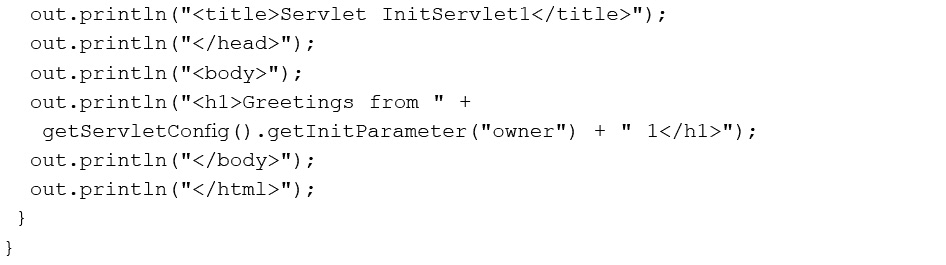 out.println("<title>Servlet InitServlet1</title>");
out.println("</head>");
out.println("<body>");
out.println("<h1>Greetings from " +
getServletConfig().getInitParameter("owner") + " 1</h1>");
out.println("</body>");
out.println("</html>");
}
}